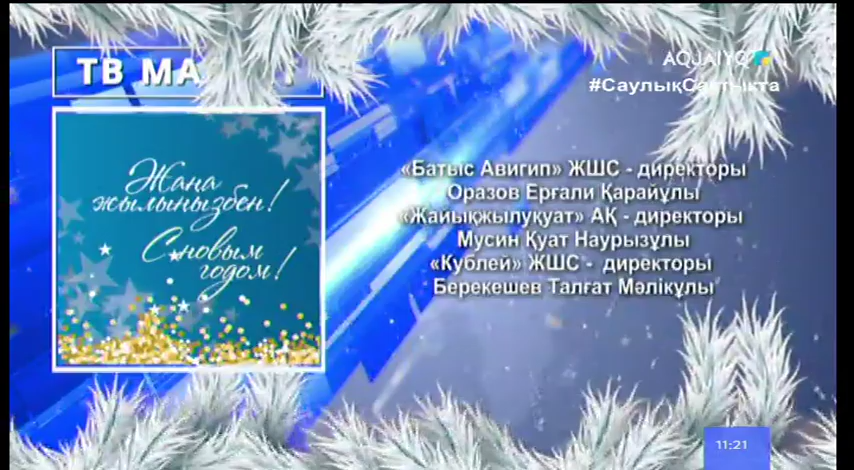 ТВ МА
AQJAIYQ
#СаулықСақтықта
Жаңа
жылыңызбен!
С новым
годом!
«Батыс Авигип» ЖШС - директоры
Оразов Ерғали Қарайұлы
«Жайықжылуқуат» АҚ - директоры
Мусин Қуат Наурызұлы
«Кублей» ЖШС - директоры
Берекешев Талғат Мәлікұлы
11:21